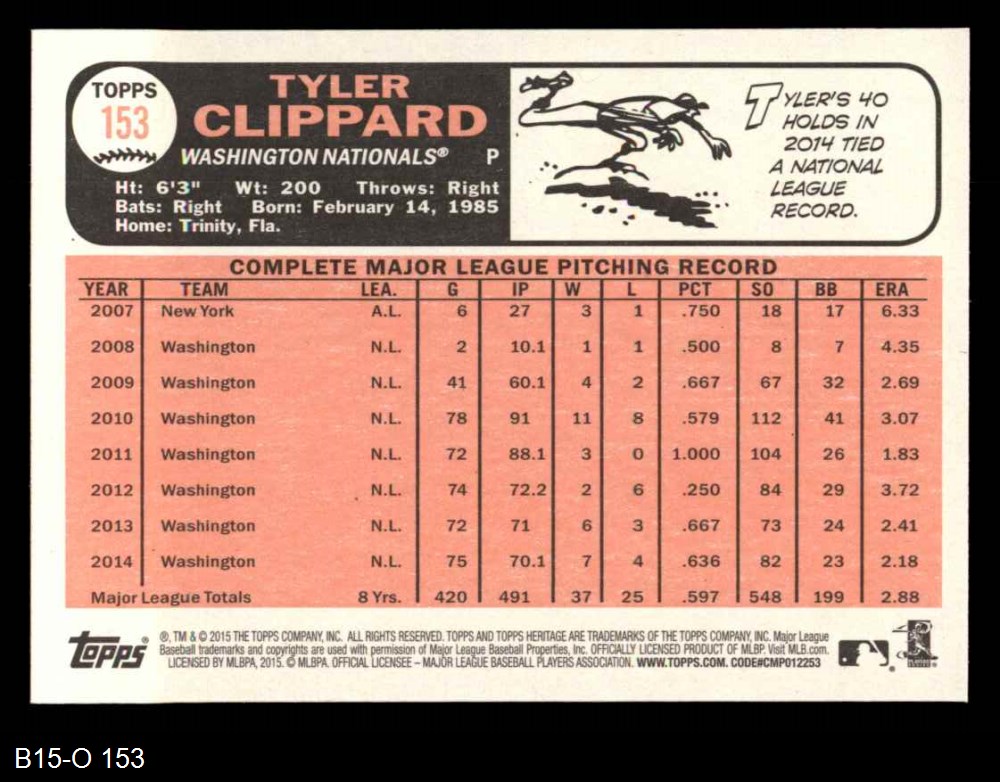 TOPPS
153
TYLER
CLIPPARD
WASHINGTON NATIONALS® P
Ht: 6'3" Wt: 200 Throws: Right
Bats: Right Born: February 14, 1985
Home: Trinity, Fla.
TYLER'S 40
HOLDS IN
2014 TIED
A NATIONAL
LEAGUE
RECORD.
COMPLETE MAJOR LEAGUE PITCHING RECORD
YEAR TEAM LEA. G IP W L PCT SO BB ERA
2007 New York A.L. 6 27 3 1 .750 18 17 6.33
2008 Washington N.L. 2 10.1 1 1 .500 8 7 4.35
2009 Washington N.L. 41 60.1 4 2 .667 67 32 2.69
2010 Washington N.L. 78 91 11 8 .579 112 41 3.07
2011 Washington N.L. 72 88.1 3 0 1.000 104 26 1.83
2012 Washington N.L. 74 72.2 2 6 .250 84 29 3.72
2013 Washington N.L. 72 71 6 3 .667 73 24 2.41
2014 Washington N.L. 75 70.1 7 4 .636 82 23 2.18
Major League Totals 8 Yrs. 420 491 37 25 .597 548 199 2.88
Topps®
®, TM & © 2015 THE TOPPS COMPANY, INC. ALL RIGHTS RESERVED. TOPPS AND TOPPS HERITAGE ARE TRADEMARKS OF THE TOPPS COMPANY, INC. Major League
Baseball trademarks and copyrights are used with permission of Major League Baseball Properties, Inc. OFFICIALLY LICENSED PRODUCT OF MLBP. Visit MLB.com.
LICENSED BY MLBPA, 2015. © MLBPA. OFFICIAL LICENSEE – MAJOR LEAGUE BASEBALL PLAYERS ASSOCIATION. WWW.TOPPS.COM. CODE#CMP012253
B15-O 153